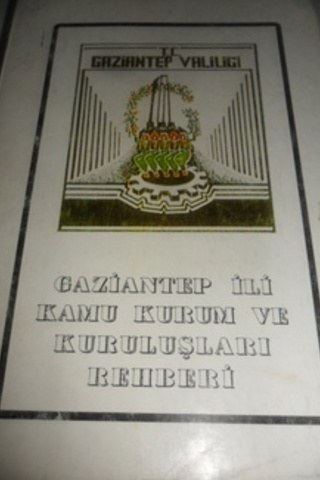 T.C.
GAZİANTEP VALİLİĞİ
GAZİANTEP İLİ
KAMU KURUM VE
KURULUŞLARI
REHBERİ